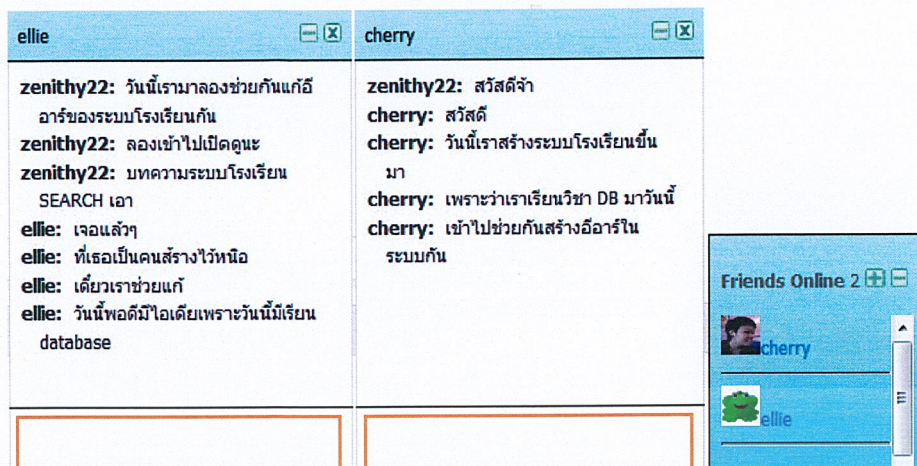 ellie
zenithy22: วันนี้เรามาลองช่วยกันแก้อี
อาร์ของระบบโรงเรียนกัน
zenithy22: ลองเข้าไปเปิดดูนะ
zenithy22: บทความระบบโรงเรียน
SEARCH เอา
ellie: เจอแล้วๆ
ellie: ที่เธอเป็นคนสร้างไว้หนิอ
ellie: เดี๋ยวเราช่วยแก้
ellie: วันนี้พอดีมีไอเดียเพราะวันนี้มีเรียน
database
cherry
zenithy22: สวัสดีจ้า
cherry: สวัสดี
cherry: วันนี้เราสร้างระบบโรงเรียนขึ้น
มา
cherry: เพราะว่าเราเรียนวิชา DB มาวันนี้
cherry: เข้าไปช่วยกันสร้างอีอาร์ใน
ระบบกัน
Friends Online 2
cherry
ellie